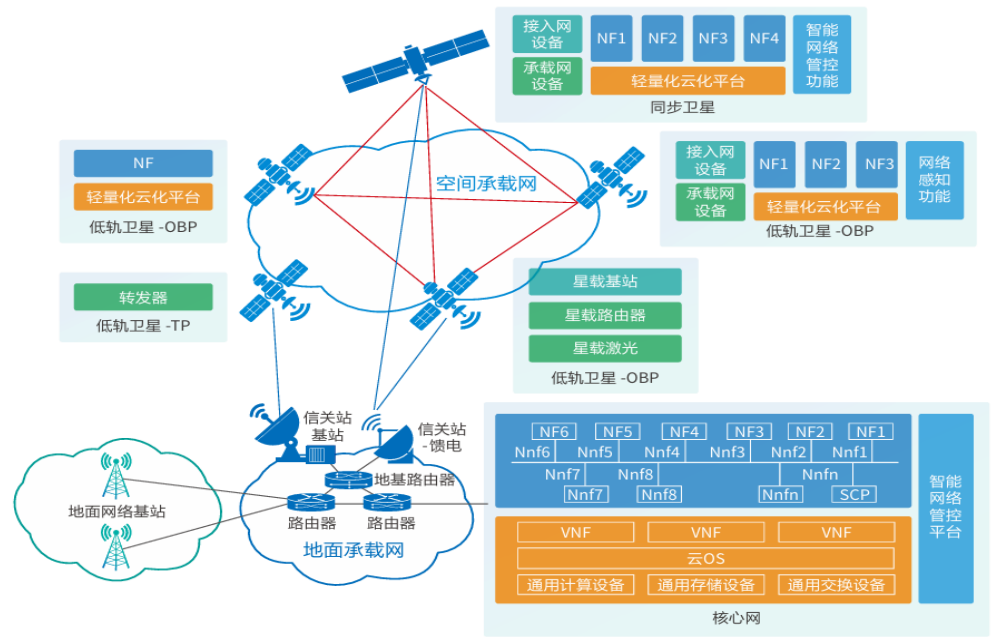 接入网
设备
NF1
NF2
NF3
NF4
智能
网络
管控
功能
承载网
设备
轻量化云化平台
同步卫星
NF
轻量化云化平台
低轨卫星 -OBP
空间承载网
接入网
设备
NF1
NF2
NF3
网络
感知
功能
承载网
设备
轻量化云化平台
低轨卫星 -OBP
转发器
低轨卫星 -TP
星载基站
星载路由器
星载激光
低轨卫星 -OBP
信关站
基站
信关站
-馈电
地基路由器
路由器
路由器
地面承载网
地面网络基站
NF6
NF5
NF4
NF3
NF2
NF1
Nnf6
Nnf5
Nnf4
Nnf3
Nnf2
Nnf1
Nnf7
Nnf8
Nnfn
Nnf7
Nnf8
Nnfn
SCP
智能
网络
管控
平台
VNF
VNF
VNF
云OS
通用计算设备
通用存储设备
通用交换设备
核心网